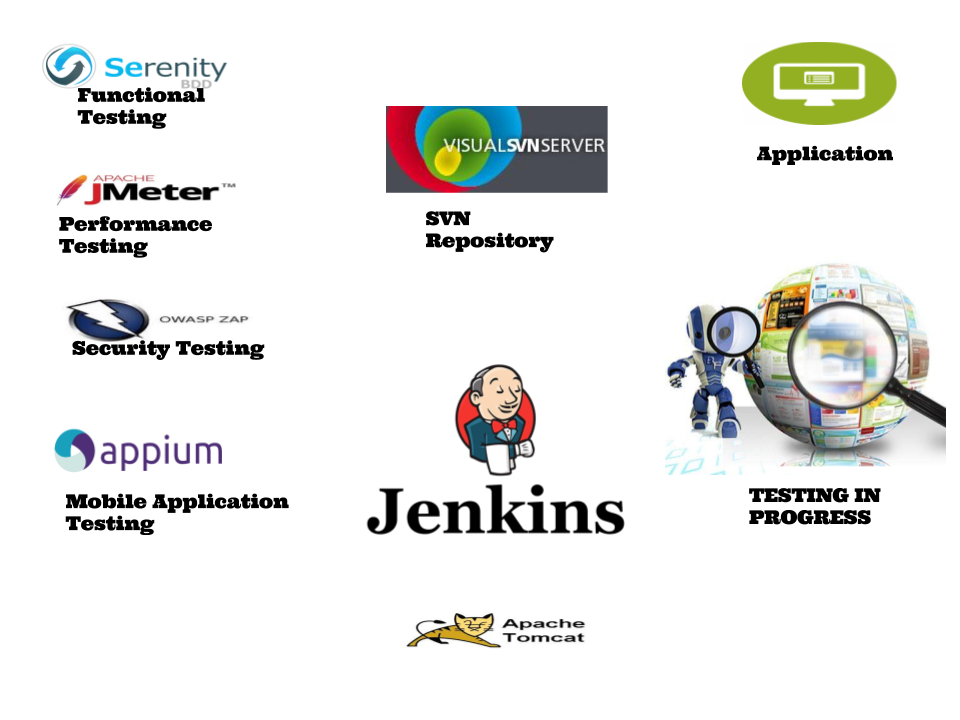 Serenity
BDD
Functional
Testing
APACHE
JMeter™
Performance
Testing
OWASP ZAP
Security Testing
appium
Mobile Application
Testing
VISUALSVNSERVER
SVN
Repository
Jenkins
Apache
Tomcat
Application
TESTING IN
PROGRESS